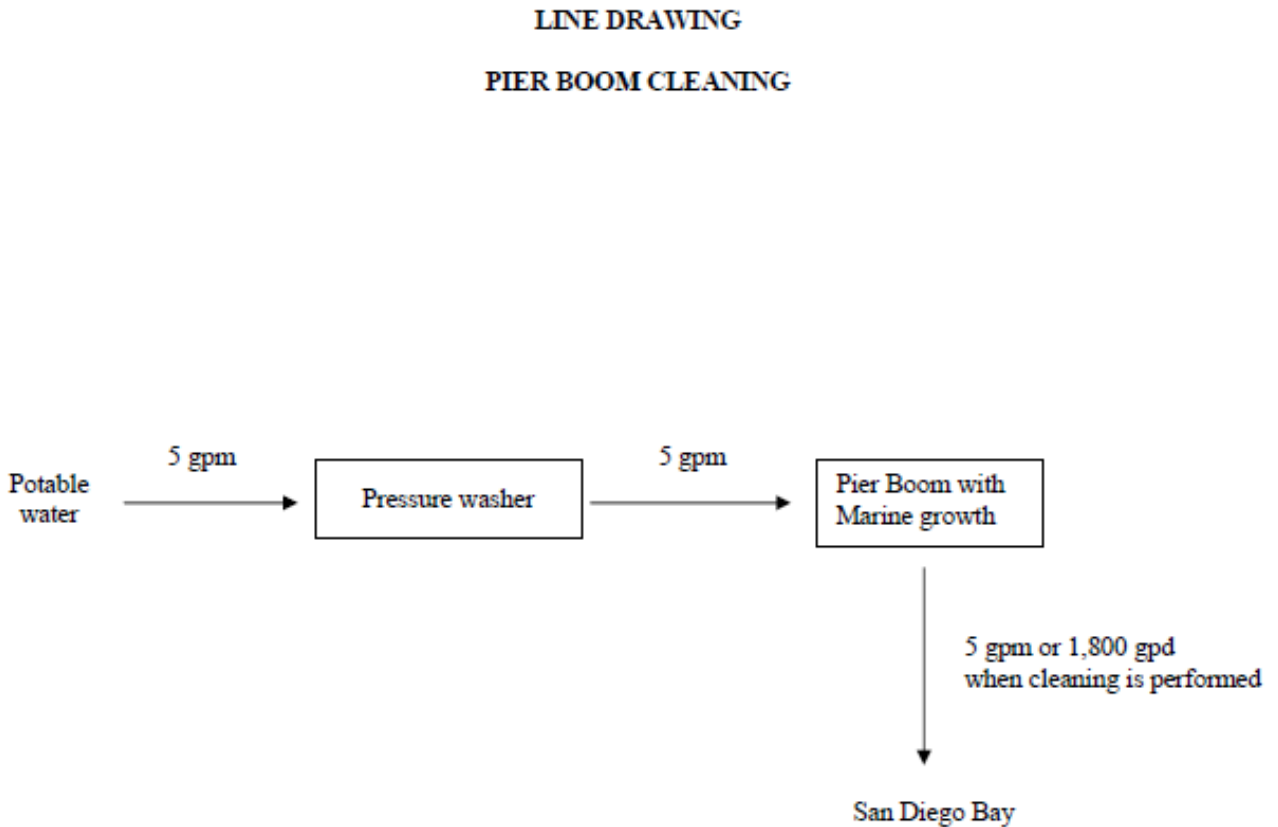 LINE DRAWING
PIER BOOM CLEANING
5 gpm
5 gpm
Potable
water
Pressure washer
Pier Boom with
Marine growth
5 gpm or 1,800 gpd
when cleaning is performed
San Diego Bay